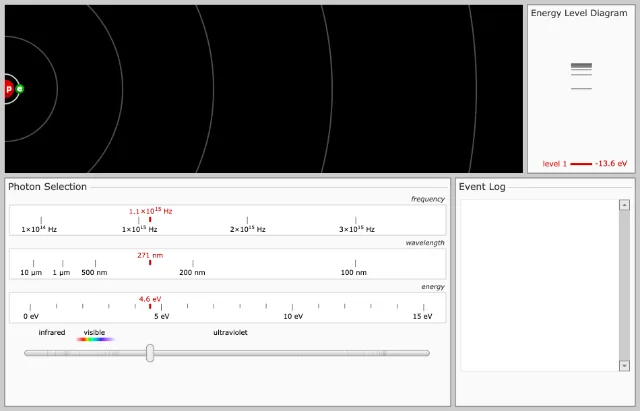 Energy Level Diagram
p e
level 1 -13.6 eV
Photon Selection
frequency
1.1×10¹⁵ Hz
1×10¹⁴ Hz 1×10¹⁵ Hz 2×10¹⁵ Hz 3×10¹⁵ Hz
wavelength
271 nm
10 µm 1 µm 500 nm 200 nm 100 nm
energy
4.6 eV
0 eV 5 eV 10 eV 15 eV
infrared visible ultraviolet
Event Log